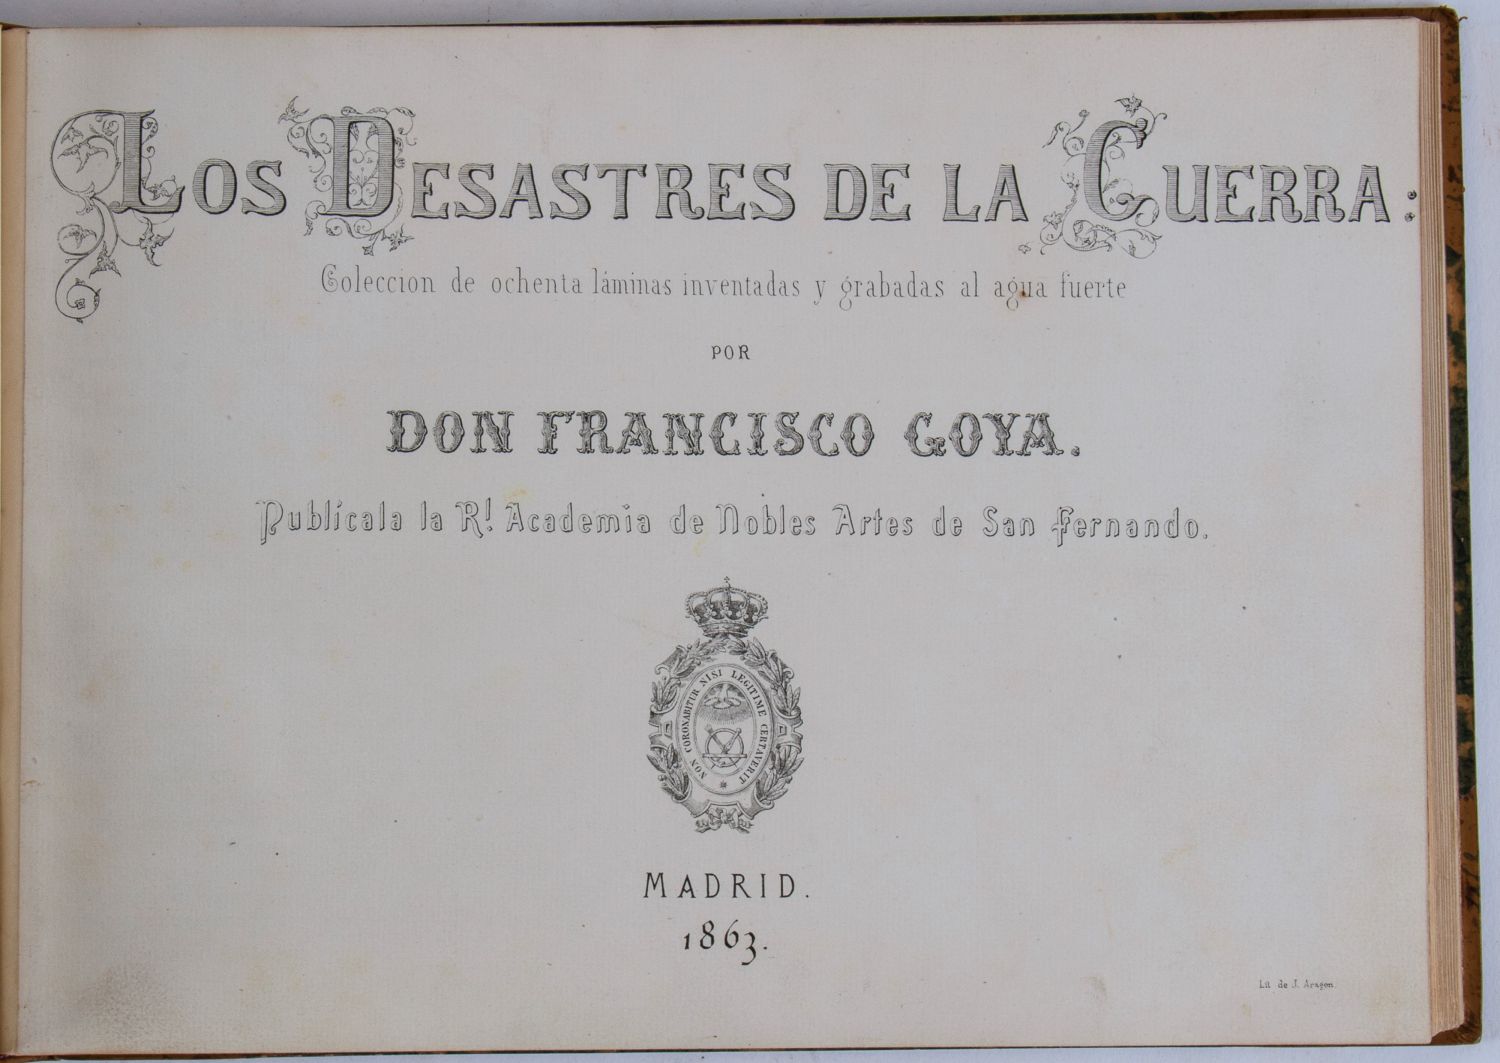 LOS DESASTRES DE LA GUERRA:
Coleccion de ochenta láminas inventadas y grabadas al agua fuerte
POR
DON FRANCISCO GOYA.
Publícala la Rl. Academia de Nobles Artes de San Fernando.
NON CORONABITUR NISI LEGITIME CERTAVERIT
MADRID.
1863.
Lit de J. Aragon.